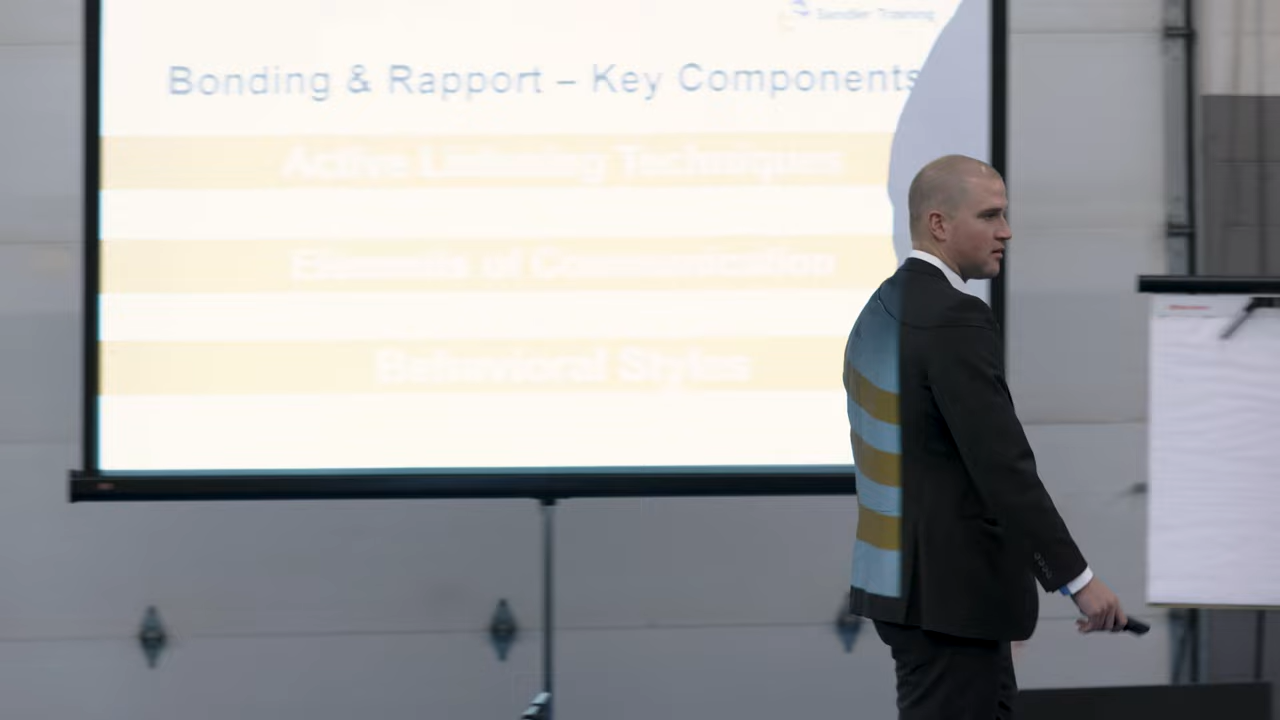 Sandler Training
Bonding & Rapport – Key Components
Active Listening Techniques
Elements of Communication
Behavioral Styles